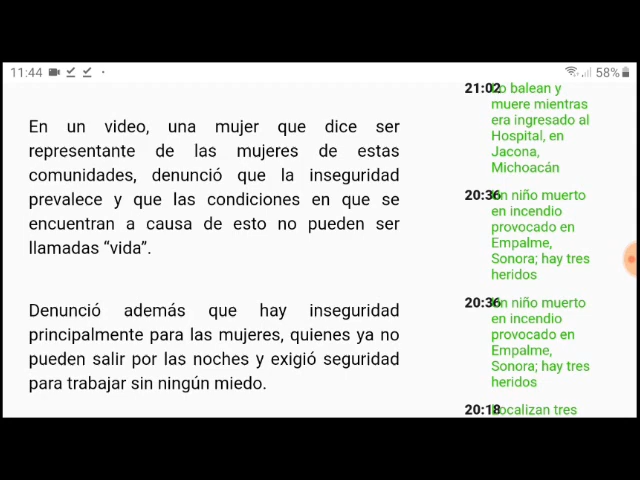 11:44
58%
En un video, una mujer que dice ser
representante de las mujeres de estas
comunidades, denunció que la inseguridad
prevalece y que las condiciones en que se
encuentran a causa de esto no pueden ser
llamadas “vida”.
Denunció además que hay inseguridad
principalmente para las mujeres, quienes ya no
pueden salir por las noches y exigió seguridad
para trabajar sin ningún miedo.
21:02 Lo balean y
muere mientras
era ingresado al
Hospital, en
Jacona,
Michoacán
20:36 Un niño muerto
en incendio
provocado en
Empalme,
Sonora; hay tres
heridos
20:36 Un niño muerto
en incendio
provocado en
Empalme,
Sonora; hay tres
heridos
20:18 Localizan tres